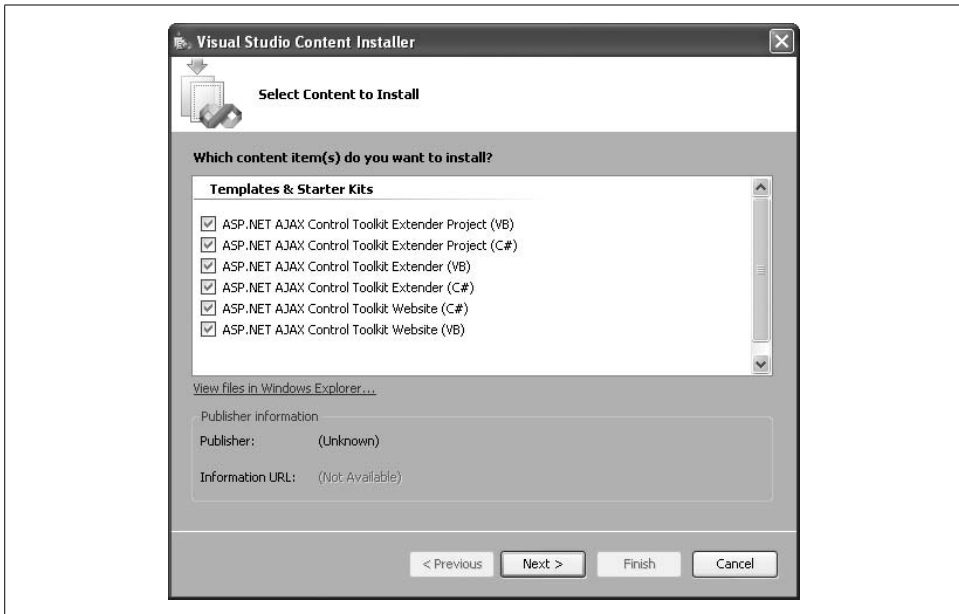 Visual Studio Content Installer
Select Content to Install
Which content item(s) do you want to install?
Templates & Starter Kits
ASP.NET AJAX Control Toolkit Extender Project (VB)
ASP.NET AJAX Control Toolkit Extender Project (C#)
ASP.NET AJAX Control Toolkit Extender (VB)
ASP.NET AJAX Control Toolkit Extender (C#)
ASP.NET AJAX Control Toolkit Website (C#)
ASP.NET AJAX Control Toolkit Website (VB)
View files in Windows Explorer...
Publisher information
Publisher: (Unknown)
Information URL: (Not Available)
< Previous Next > Finish Cancel